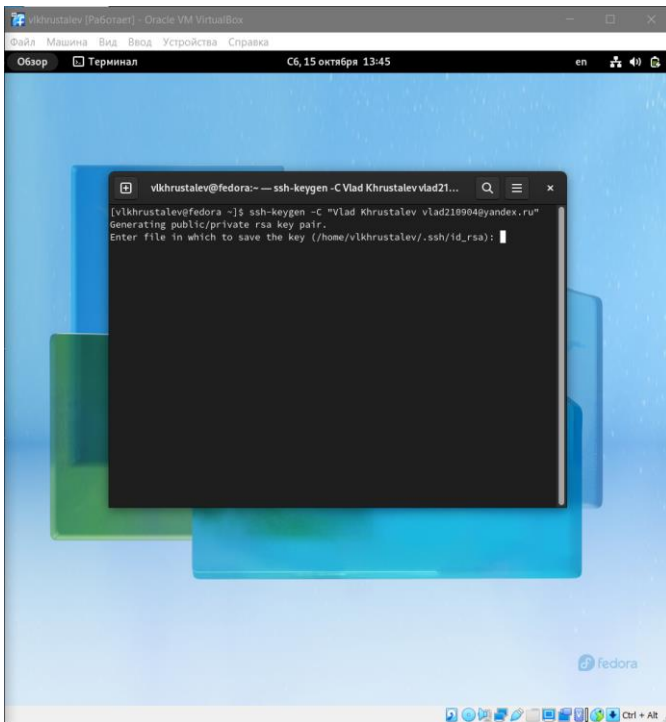 vlkhrustalev [Работает] - Oracle VM VirtualBox
Файл Машина Вид Ввод Устройства Справка
Обзор Терминал Сб, 15 октября 13:45 en
vlkhrustalev@fedora:~ — ssh-keygen -C Vlad Khrustalev vlad21...
[vlkhrustalev@fedora ~]$ ssh-keygen -C "Vlad Khrustalev vlad210904@yandex.ru"
Generating public/private rsa key pair.
Enter file in which to save the key (/home/vlkhrustalev/.ssh/id_rsa):
fedora
Ctrl + Alt